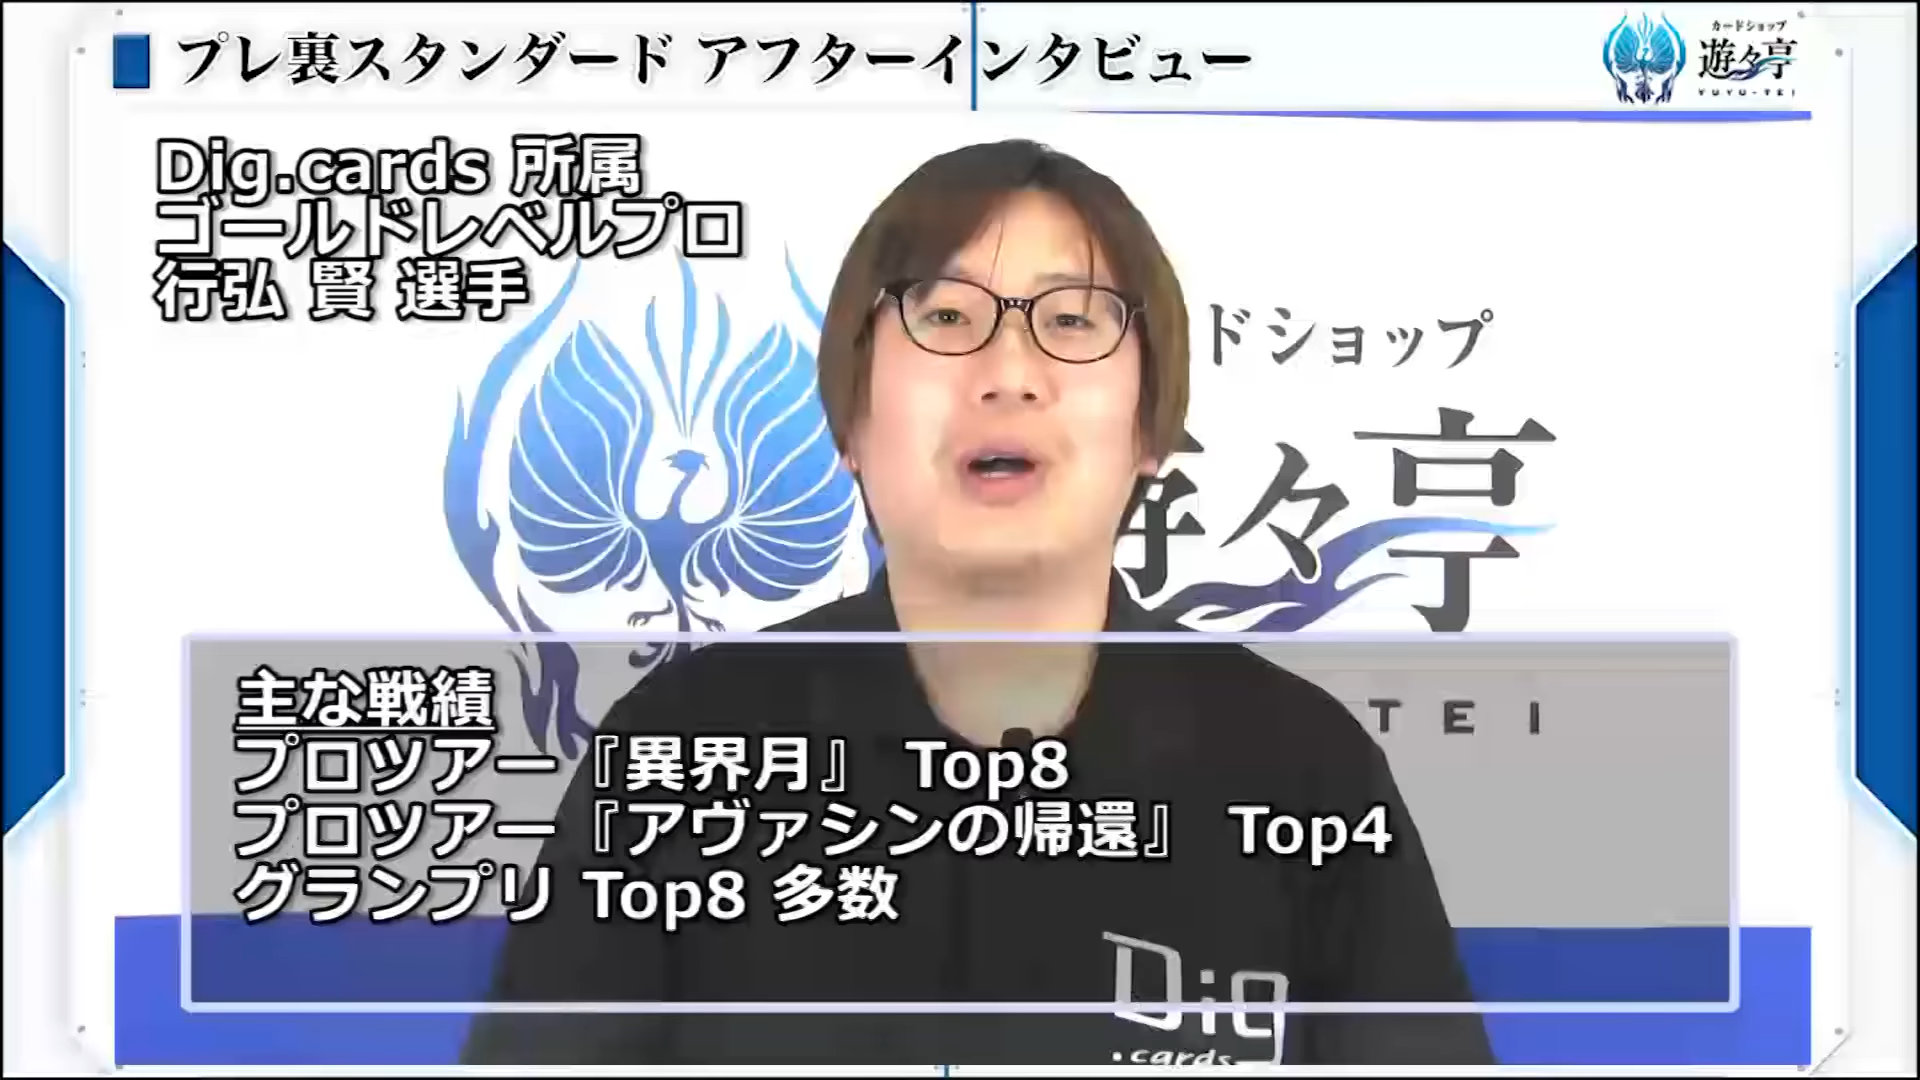 プレ裏スタンダード アフターインタビュー
カードショップ
遊々亭
YUYU-TEI
Dig.cards 所属
ゴールドレベルプロ
行弘 賢 選手
ドショップ
遊々亭
TEI
主な戦績
プロツアー『異界月』 Top8
プロツアー『アヴァシンの帰還』 Top4
グランプリ Top8 多数
Dig
.cards